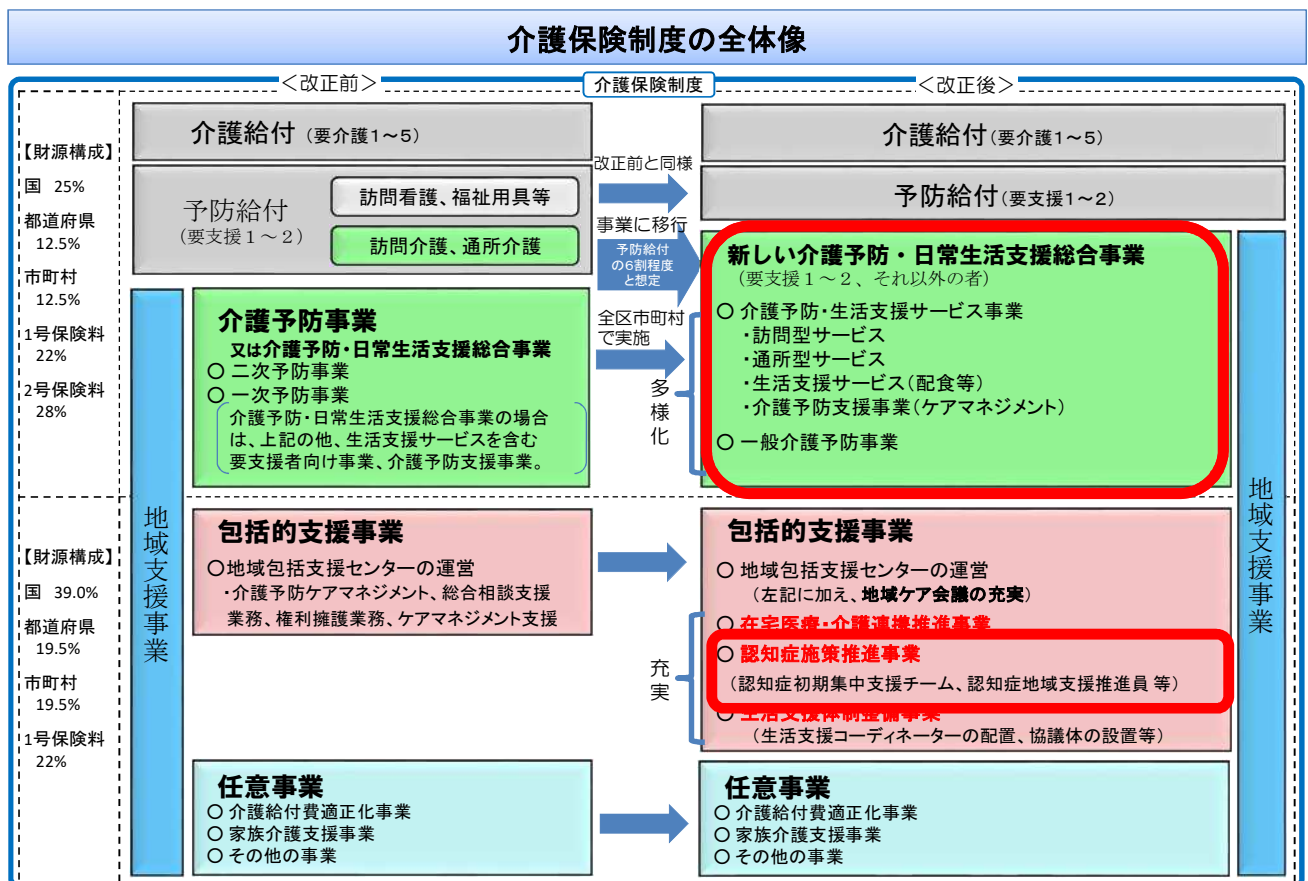 介護保険制度の全体像
＜改正前＞
介護保険制度
＜改正後＞
【財源構成】
国 25%
都道府県
12.5%
市町村
12.5%
1号保険料
22%
2号保険料
28%
介護給付（要介護1～5）
予防給付
（要支援１～２）
訪問看護、福祉用具等
訪問介護、通所介護
改正前と同様
事業に移行
予防給付
の6割程度
と想定
全区市町村
で実施
多様化
介護給付（要介護1～5）
予防給付（要支援1～2）
新しい介護予防・日常生活支援総合事業
（要支援１～２、それ以外の者）
○ 介護予防・生活支援サービス事業
・訪問型サービス
・通所型サービス
・生活支援サービス（配食等）
・介護予防支援事業（ケアマネジメント）
○ 一般介護予防事業
介護予防事業
又は介護予防・日常生活支援総合事業
○ 二次予防事業
○ 一次予防事業
介護予防・日常生活支援総合事業の場合
は、上記の他、生活支援サービスを含む
要支援者向け事業、介護予防支援事業。
地域支援事業
【財源構成】
国 39.0%
都道府県
19.5%
市町村
19.5%
1号保険料
22%
包括的支援事業
○地域包括支援センターの運営
・介護予防ケアマネジメント、総合相談支援
業務、権利擁護業務、ケアマネジメント支援
充実
包括的支援事業
○ 地域包括支援センターの運営
（左記に加え、地域ケア会議の充実）
○ 在宅医療・介護連携推進事業
○ 認知症施策推進事業
（認知症初期集中支援チーム、認知症地域支援推進員 等）
○ 生活支援体制整備事業
（生活支援コーディネーターの配置、協議体の設置等）
地域支援事業
任意事業
○ 介護給付費適正化事業
○ 家族介護支援事業
○ その他の事業
任意事業
○ 介護給付費適正化事業
○ 家族介護支援事業
○ その他の事業